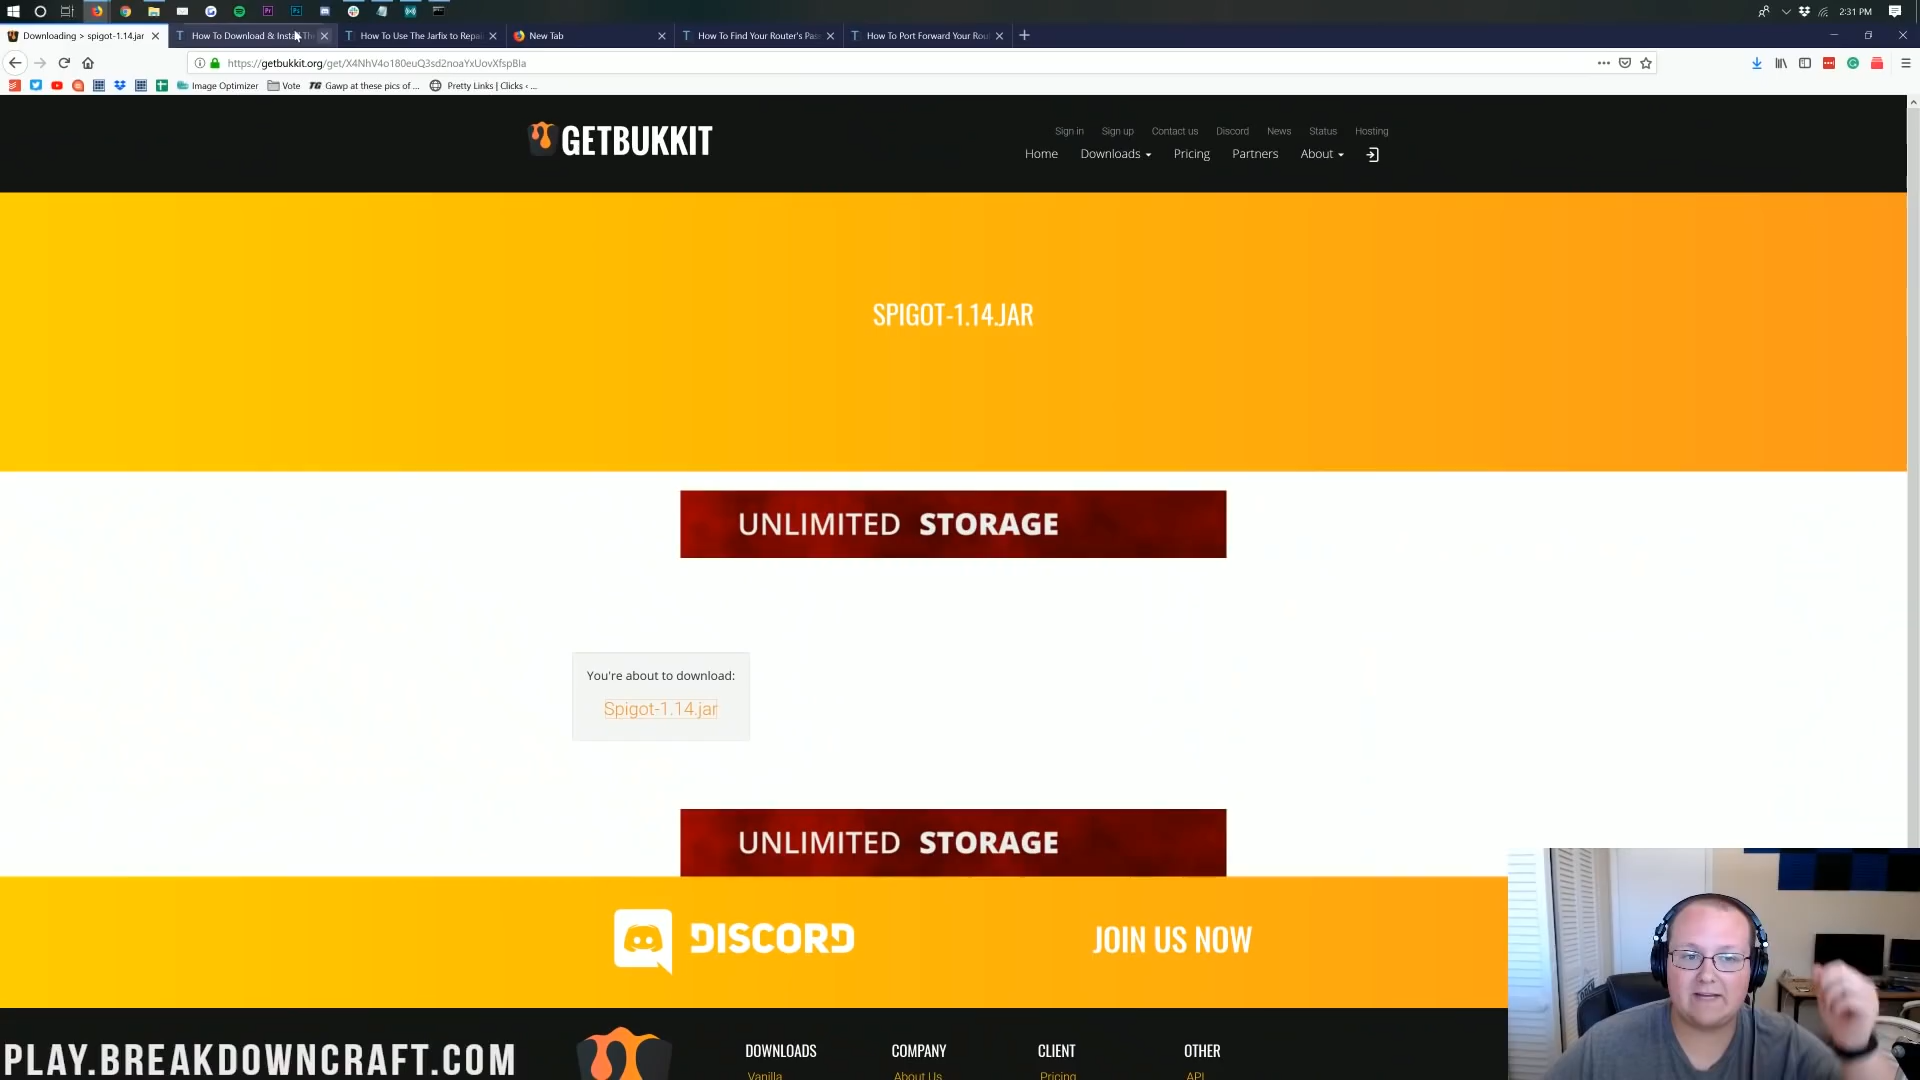 2:31 PM
Downloading > spigot-1.14.jar
How To Download & Install Th
How To Use The Jarfix to Repai
New Tab
How To Find Your Router's Pas
How To Port Forward Your Rou
https://getbukkit.org/get/X4NhV4o180euQ3sd2noaYxUovXfspBla
Image Optimizer
Vote
TG Gawp at these pics of ...
Pretty Links | Clicks ‹ ...
GETBUKKIT
Sign in Sign up Contact us Discord News Status Hosting
Home Downloads Pricing Partners About
SPIGOT-1.14.JAR
UNLIMITED STORAGE
You're about to download:
Spigot-1.14.jar
UNLIMITED STORAGE
DISCORD
JOIN US NOW
PLAY.BREAKDOWNCRAFT.COM
DOWNLOADS COMPANY CLIENT OTHER
Vanilla About Us Pricing API